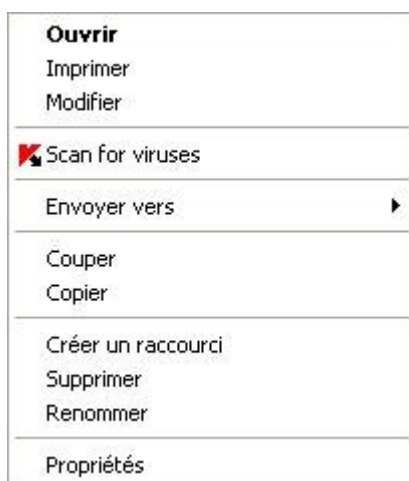 Ouvrir
Imprimer
Modifier
Scan for viruses
Envoyer vers
Couper
Copier
Créer un raccourci
Supprimer
Renommer
Propriétés